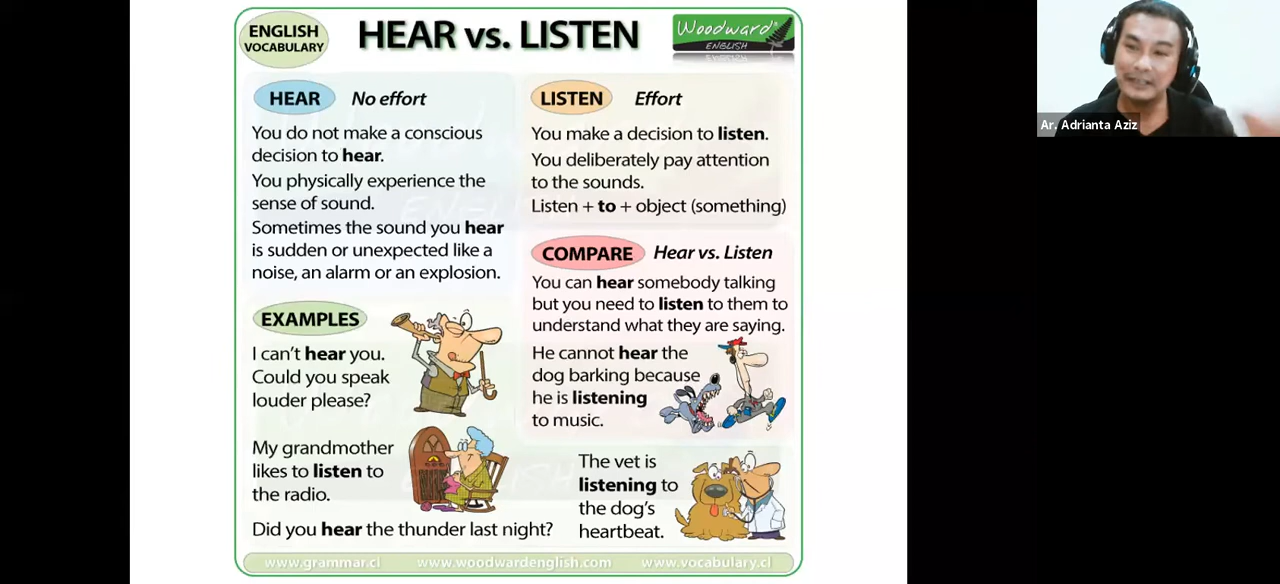 ENGLISH
VOCABULARY
HEAR vs. LISTEN
Woodward®
ENGLISH
HEAR No effort
You do not make a conscious
decision to hear.
You physically experience the
sense of sound.
Sometimes the sound you hear
is sudden or unexpected like a
noise, an alarm or an explosion.
LISTEN Effort
You make a decision to listen.
You deliberately pay attention
to the sounds.
Listen + to + object (something)
COMPARE Hear vs. Listen
You can hear somebody talking
but you need to listen to them to
understand what they are saying.
He cannot hear the
dog barking because
he is listening
to music.
EXAMPLES
I can't hear you.
Could you speak
louder please?
My grandmother
likes to listen to
the radio.
Did you hear the thunder last night?
The vet is
listening to
the dog's
heartbeat.
www.grammar.cl www.woodwardenglish.com www.vocabulary.cl
Ar. Adrianta Aziz